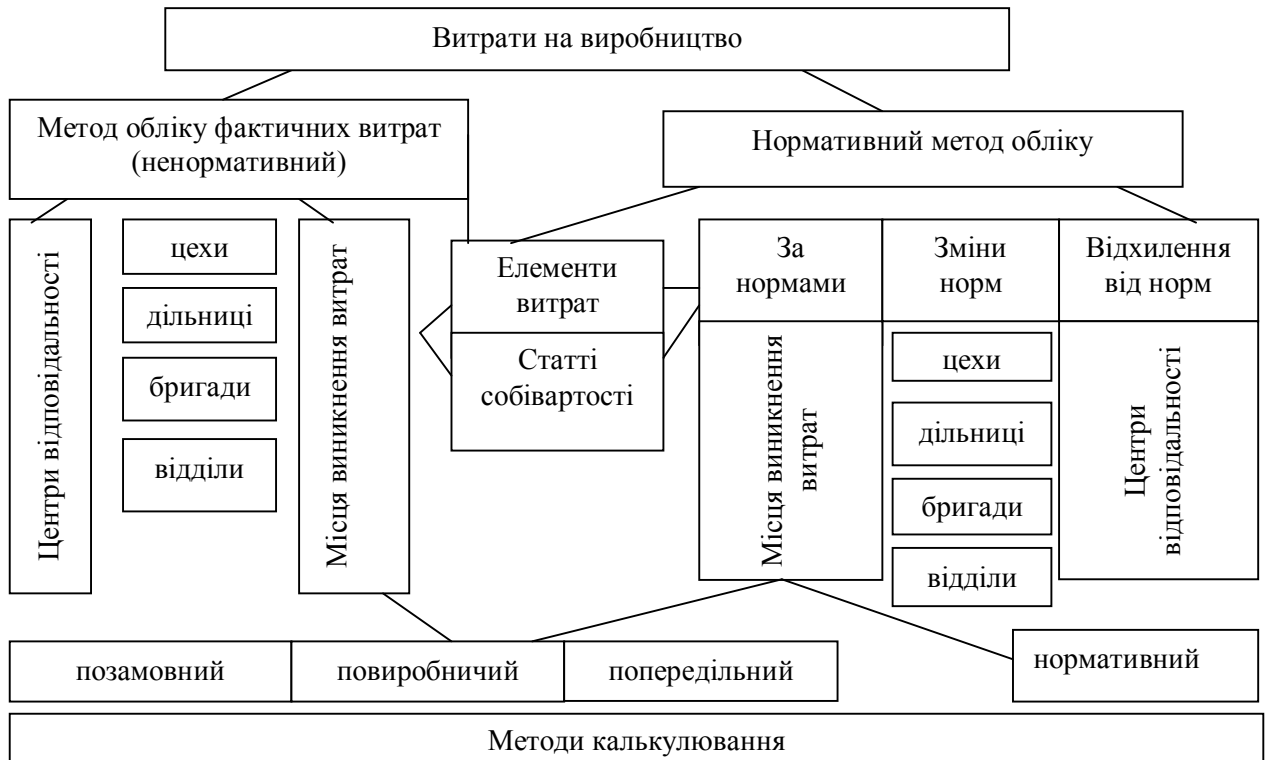 Витрати на виробництво
Метод обліку фактичних витрат
(ненормативний)
Нормативний метод обліку
Центри відповідальності
цехи
дільниці
бригади
відділи
Місця виникнення витрат
Елементи
витрат
Статті
собівартості
За
нормами
Зміни
норм
Відхилення
від норм
Місця виникнення
витрат
цехи
дільниці
бригади
відділи
Центри
відповідальності
позамовний
повиробничий
попередільний
нормативний
Методи калькулювання